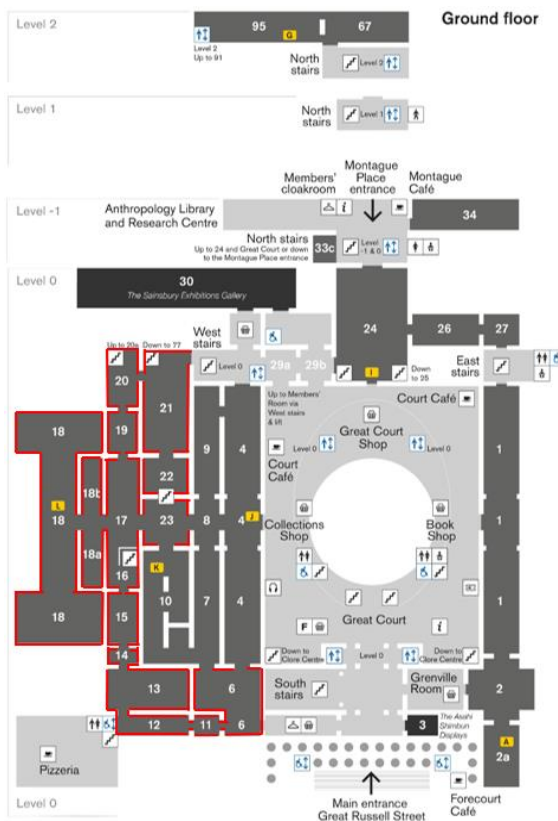 Ground floor
Level 2
95
67
G
Level 2
Up to 91
North
stairs
Level 2
Level 1
North
stairs
Level 1
Members'
cloakroom
Montague
Place
entrance
Montague
Café
Level -1
Anthropology Library
and Research Centre
i
34
North stairs
Up to 24 and Great Court or down
to the Montague Place entrance
33c
Level
-1 & 0
Level 0
30
The Sainsbury Exhibitions Gallery
West
stairs
24
26
27
Up to 20a
Down to 77
Level 0
29a
29b
East
stairs
20
21
I
Down
to 25
Up to Members'
Room via
West stairs
& lift
Court Café
18
19
9
4
Great Court
Shop
1
Level 0
Level 0
Court
Café
22
18b
L
18
17
23
8
4
J
Collections
Shop
Book
Shop
1
18a
16
K
10
7
4
1
18
15
F
Great Court
i
14
Down to
Clore Centre
Level 0
Down to
Clore Centre
13
6
South
stairs
Grenville
Room
2
12
11
6
3
The Asahi
Shimbun
Displays
A
2a
Pizzeria
Level 0
Main entrance
Great Russell Street
Forecourt
Café